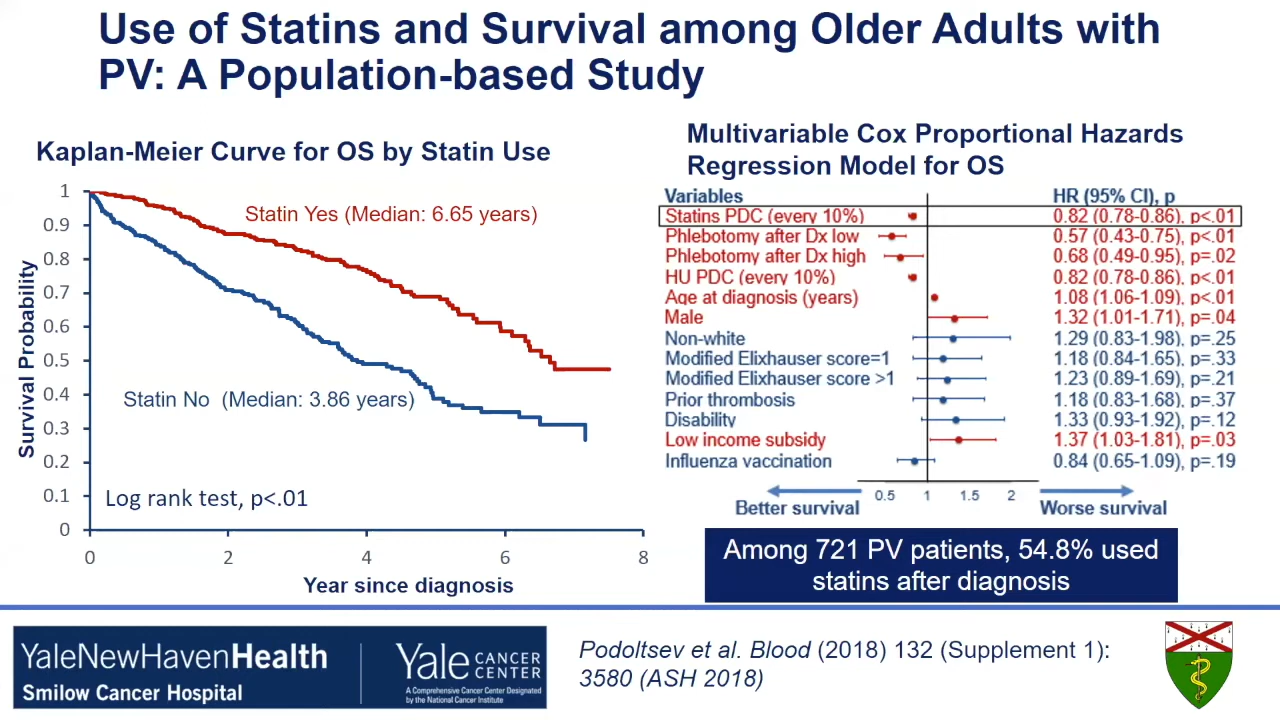 Use of Statins and Survival among Older Adults with
PV: A Population-based Study
Kaplan-Meier Curve for OS by Statin Use
Survival Probability
1
0.9
0.8
0.7
0.6
0.5
0.4
0.3
0.2
0.1
0
Statin Yes (Median: 6.65 years)
Statin No (Median: 3.86 years)
Log rank test, p<.01
0 2 4 6 8
Year since diagnosis
Multivariable Cox Proportional Hazards
Regression Model for OS
Variables HR (95% CI), p
Statins PDC (every 10%) 0.82 (0.78-0.86), p<.01
Phlebotomy after Dx low 0.57 (0.43-0.75), p<.01
Phlebotomy after Dx high 0.68 (0.49-0.95), p=.02
HU PDC (every 10%) 0.82 (0.78-0.86), p<.01
Age at diagnosis (years) 1.08 (1.06-1.09), p<.01
Male 1.32 (1.01-1.71), p=.04
Non-white 1.29 (0.83-1.98), p=.25
Modified Elixhauser score=1 1.18 (0.84-1.65), p=.33
Modified Elixhauser score >1 1.23 (0.89-1.69), p=.21
Prior thrombosis 1.18 (0.83-1.68), p=.37
Disability 1.33 (0.93-1.92), p=.12
Low income subsidy 1.37 (1.03-1.81), p=.03
Influenza vaccination 0.84 (0.65-1.09), p=.19
0.5 1 1.5 2
Better survival Worse survival
Among 721 PV patients, 54.8% used
statins after diagnosis
YaleNewHavenHealth
Smilow Cancer Hospital
Yale CANCER
CENTER
A Comprehensive Cancer Center Designated
by the National Cancer Institute
Podoltsev et al. Blood (2018) 132 (Supplement 1):
3580 (ASH 2018)